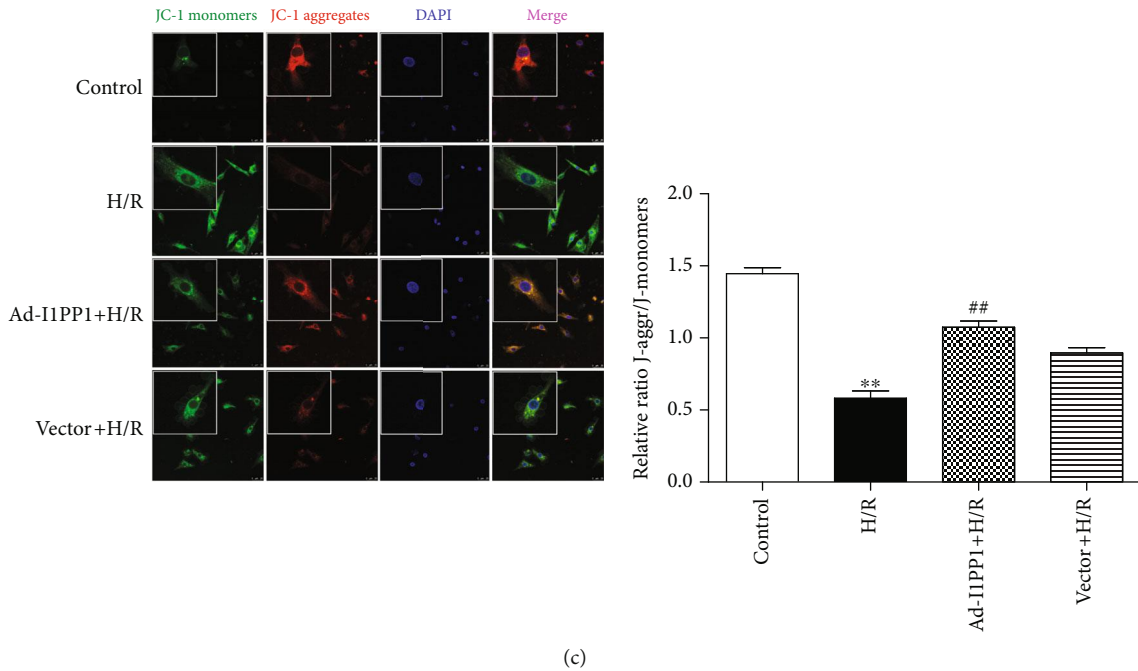 JC-1 monomers JC-1 aggregates DAPI Merge
Control
H/R
Ad-I1PP1+H/R
Vector+H/R
Relative ratio J-aggr/J-monomers
2.0
1.5
1.0
0.5
0.0
**
##
Control
H/R
Ad-I1PP1+H/R
Vector+H/R
(c)